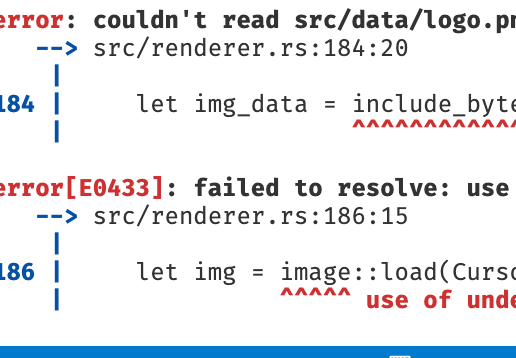 error: couldn't read src/data/logo.pn
--> src/renderer.rs:184:20
|
184 | let img_data = include_byte
| ^^^^^^^^^^^^
error[E0433]: failed to resolve: use
--> src/renderer.rs:186:15
|
186 | let img = image::load(Curso
| ^^^^^ use of unde